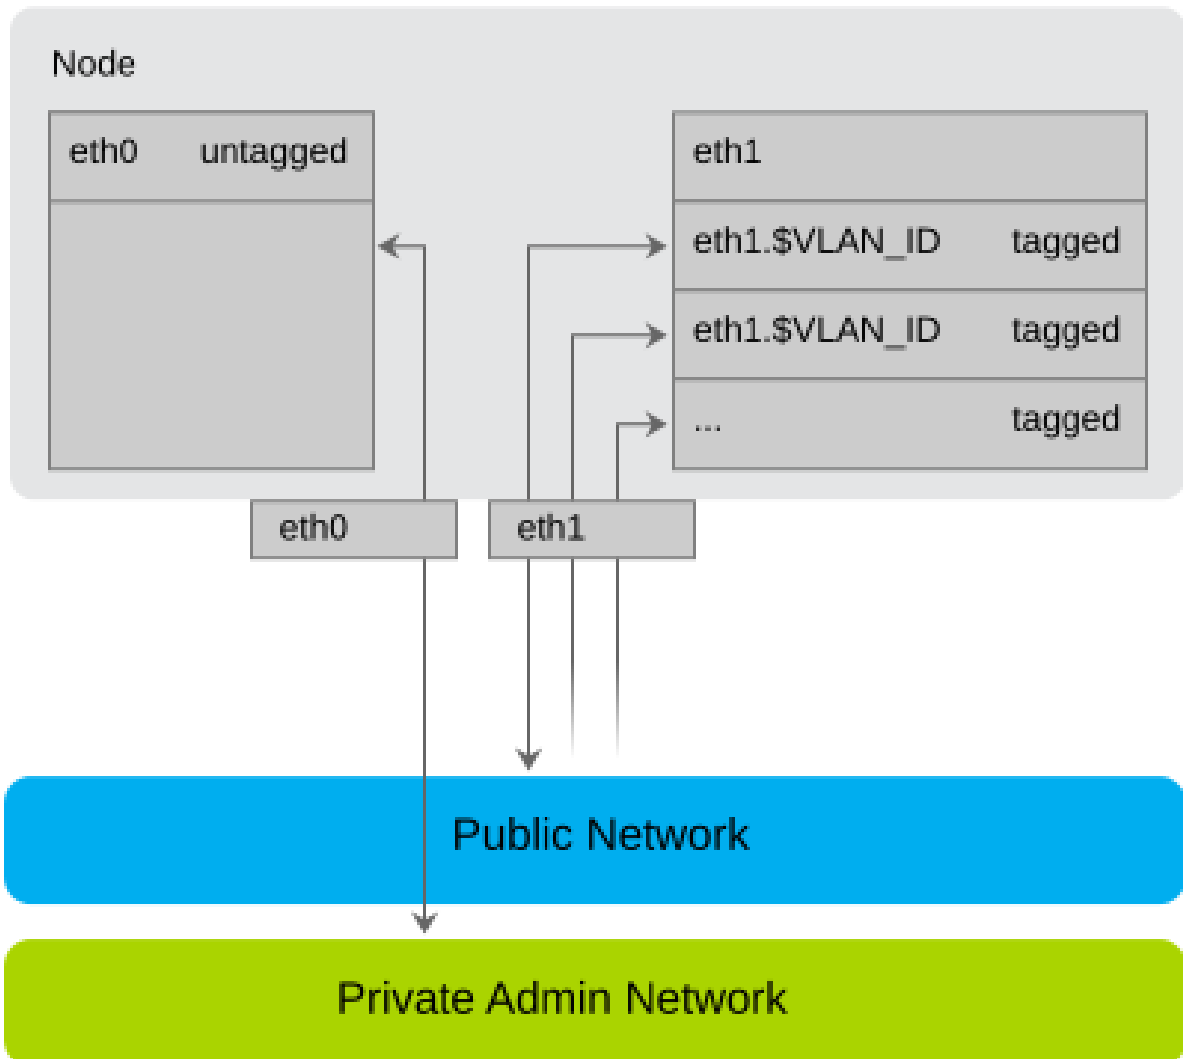 Node
eth0 untagged
eth1
eth1.$VLAN_ID tagged
eth1.$VLAN_ID tagged
... tagged
eth0
eth1
Public Network
Private Admin Network